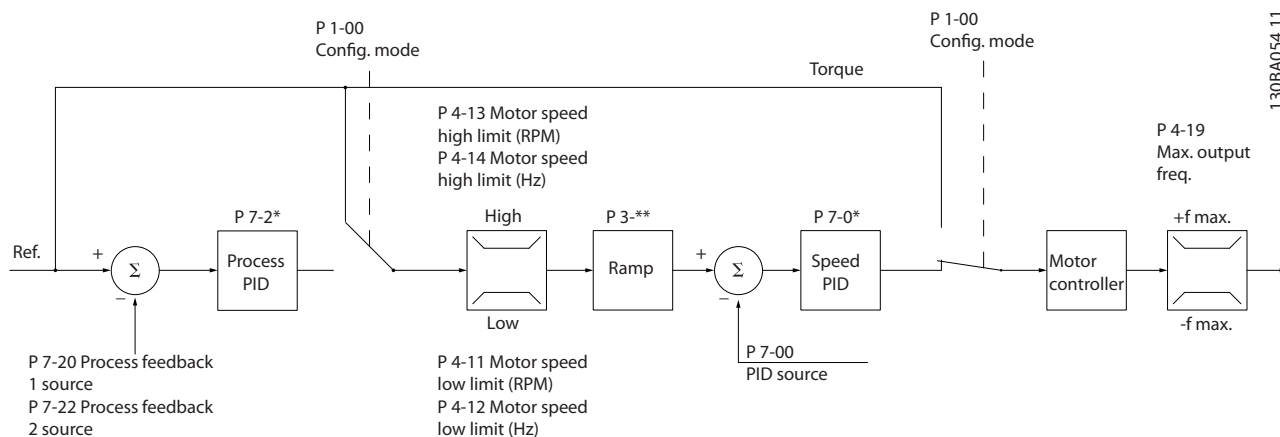 P 1-00
Config. mode
P 1-00
Config. mode
130BA054.11
Torque
P 4-13 Motor speed
high limit (RPM)
P 4-14 Motor speed
high limit (Hz)
P 4-19
Max. output
freq.
P 7-2*
High
P 3-**
P 7-0*
+f max.
Ref.
+
Σ
−
Process
PID
Ramp
+
Σ
−
Speed
PID
Motor
controller
Low
-f max.
P 7-20 Process feedback
1 source
P 7-22 Process feedback
2 source
P 4-11 Motor speed
low limit (RPM)
P 4-12 Motor speed
low limit (Hz)
P 7-00
PID source